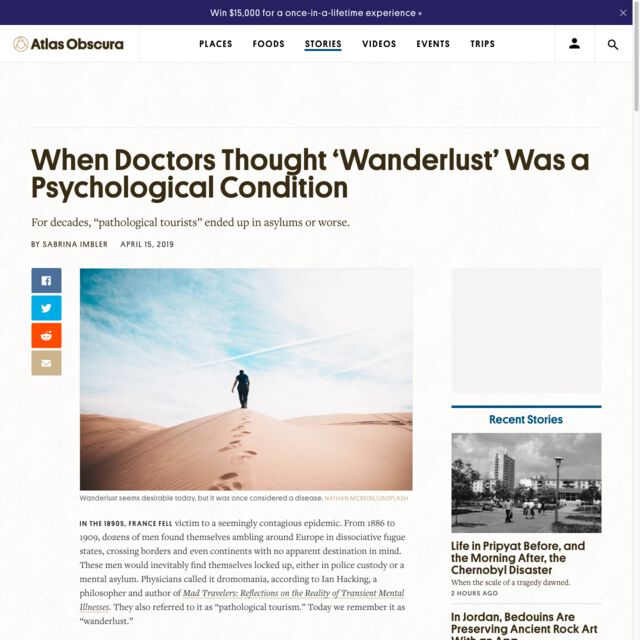 Win $15,000 for a once-in-a-lifetime experience »
Atlas Obscura
PLACES FOODS STORIES VIDEOS EVENTS TRIPS
When Doctors Thought ‘Wanderlust’ Was a
Psychological Condition
For decades, “pathological tourists” ended up in asylums or worse.
BY SABRINA IMBLER APRIL 15, 2019
Wanderlust seems desirable today, but it was once considered a disease. NATHAN MCBRIDE/UNSPLASH
IN THE 1890S, FRANCE FELL victim to a seemingly contagious epidemic. From 1886 to
1909, dozens of men found themselves ambling around Europe in dissociative fugue
states, crossing borders and even continents with no apparent destination in mind.
These men would inevitably find themselves locked up, either in police custody or a
mental asylum. Physicians called it dromomania, according to Ian Hacking, a
philosopher and author of Mad Travelers: Reflections on the Reality of Transient Mental
Illnesses. They also referred to it as “pathological tourism.” Today we remember it as
“wanderlust.”
Recent Stories
Life in Pripyat Before, and
the Morning After, the
Chernobyl Disaster
When the scale of a tragedy dawned.
2 HOURS AGO
In Jordan, Bedouins Are
Preserving Ancient Rock Art
With an App